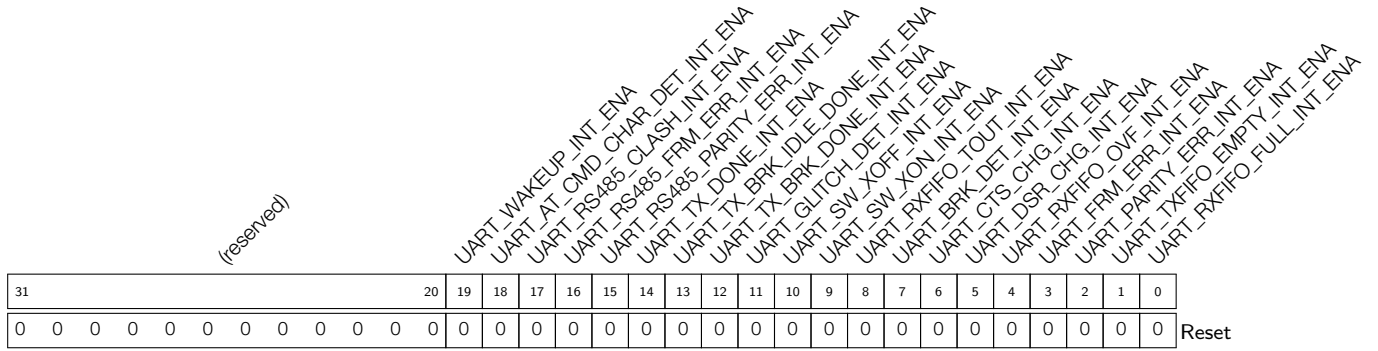 (reserved)
UART_WAKEUP_INT_ENA
UART_AT_CMD_CHAR_DET_INT_ENA
UART_RS485_CLASH_INT_ENA
UART_RS485_FRM_ERR_INT_ENA
UART_RS485_PARITY_ERR_INT_ENA
UART_TX_DONE_INT_ENA
UART_TX_BRK_IDLE_DONE_INT_ENA
UART_TX_BRK_DONE_INT_ENA
UART_GLITCH_DET_INT_ENA
UART_SW_XOFF_INT_ENA
UART_SW_XON_INT_ENA
UART_RXFIFO_TOUT_INT_ENA
UART_BRK_DET_INT_ENA
UART_CTS_CHG_INT_ENA
UART_DSR_CHG_INT_ENA
UART_RXFIFO_OVF_INT_ENA
UART_FRM_ERR_INT_ENA
UART_PARITY_ERR_INT_ENA
UART_TXFIFO_EMPTY_INT_ENA
UART_RXFIFO_FULL_INT_ENA
31 20 19 18 17 16 15 14 13 12 11 10 9 8 7 6 5 4 3 2 1 0
0 0 0 0 0 0 0 0 0 0 0 0 0 0 0 0 0 0 0 0 0 0 0 0 0 0 0 0 0 0 0 0 Reset